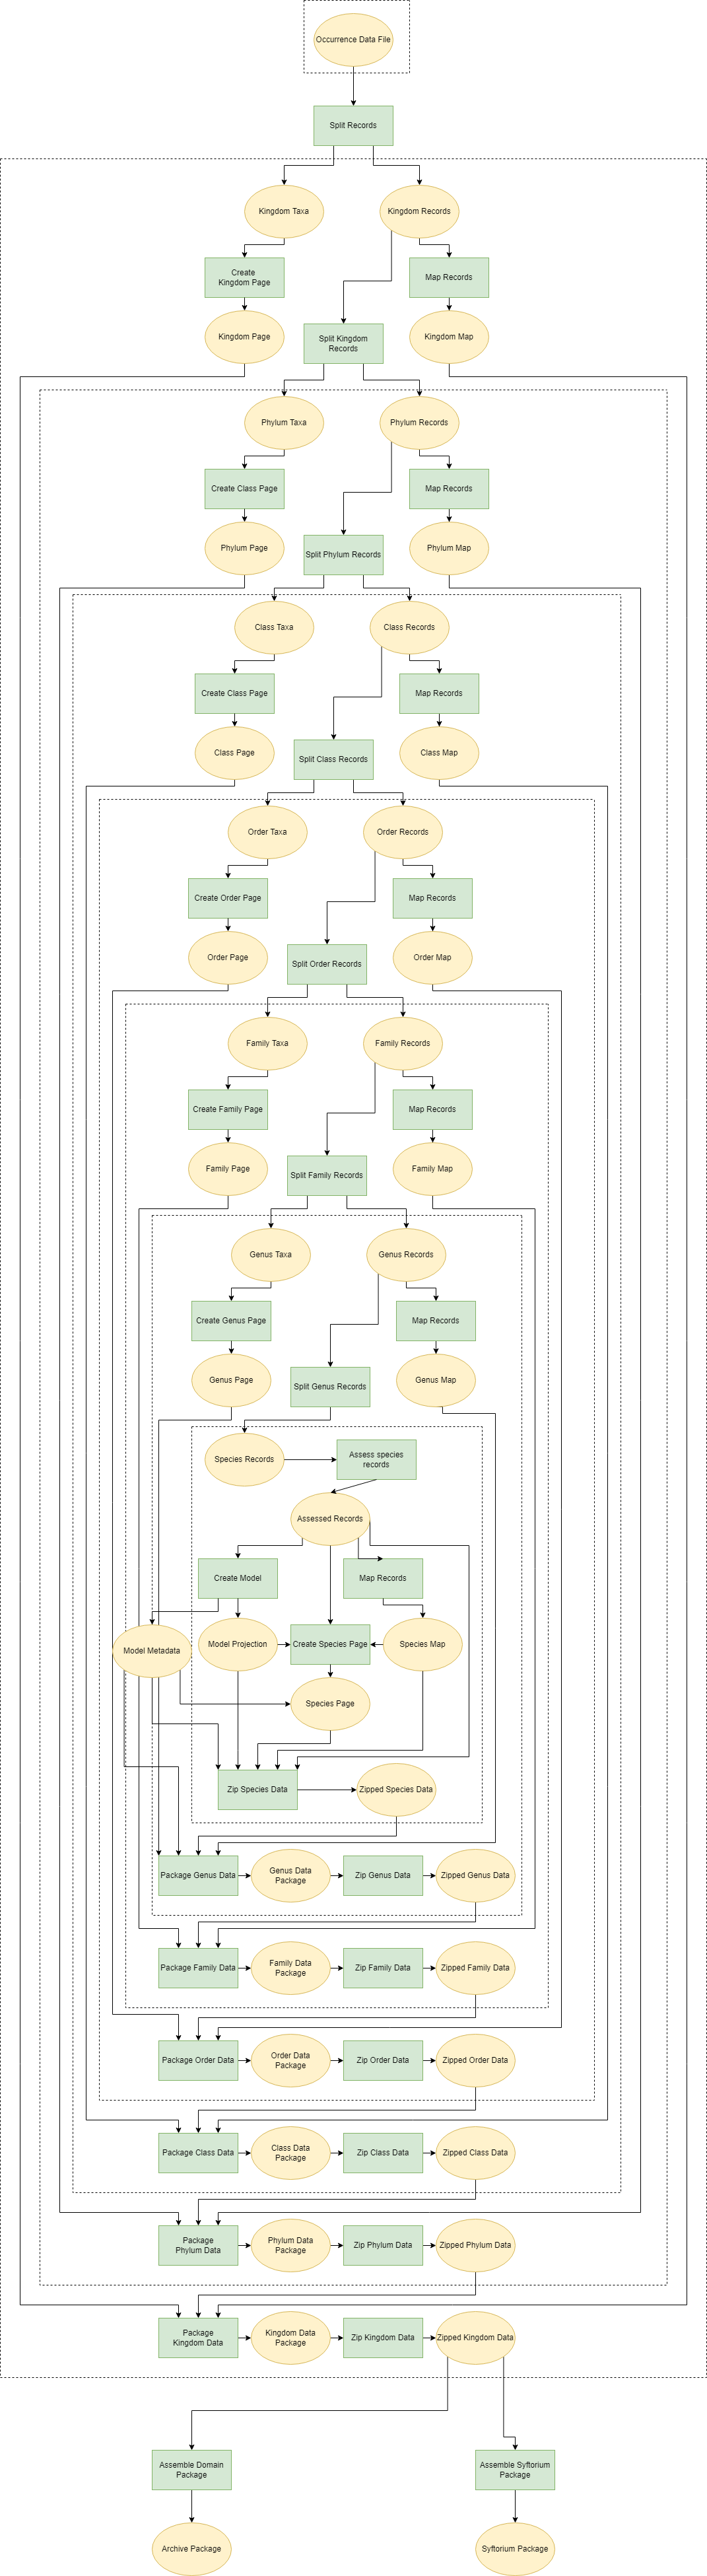 Occurrence Data File
Split Records
Kingdom Taxa
Kingdom Records
Create
Kingdom Page
Map Records
Kingdom Page
Split Kingdom
Records
Kingdom Map
Phylum Taxa
Phylum Records
Create Class Page
Map Records
Phylum Page
Split Phylum Records
Phylum Map
Class Taxa
Class Records
Create Class Page
Map Records
Class Page
Split Class Records
Class Map
Order Taxa
Order Records
Create Order Page
Map Records
Order Page
Split Order Records
Order Map
Family Taxa
Family Records
Create Family Page
Map Records
Family Page
Split Family Records
Family Map
Genus Taxa
Genus Records
Create Genus Page
Map Records
Genus Page
Split Genus Records
Genus Map
Species Records
Assess species
records
Assessed Records
Create Model
Map Records
Model Metadata
Model Projection
Create Species Page
Species Map
Species Page
Zip Species Data
Zipped Species Data
Package Genus Data
Genus Data
Package
Zip Genus Data
Zipped Genus Data
Package Family Data
Family Data
Package
Zip Family Data
Zipped Family Data
Package Order Data
Order Data
Package
Zip Order Data
Zipped Order Data
Package Class Data
Class Data
Package
Zip Class Data
Zipped Class Data
Package
Phylum Data
Phylum Data
Package
Zip Phylum Data
Zipped Phylum Data
Package
Kingdom Data
Kingdom Data
Package
Zip Kingdom Data
Zipped Kingdom Data
Assemble Domain
Package
Assemble Syftorium
Package
Archive Package
Syftorium Package